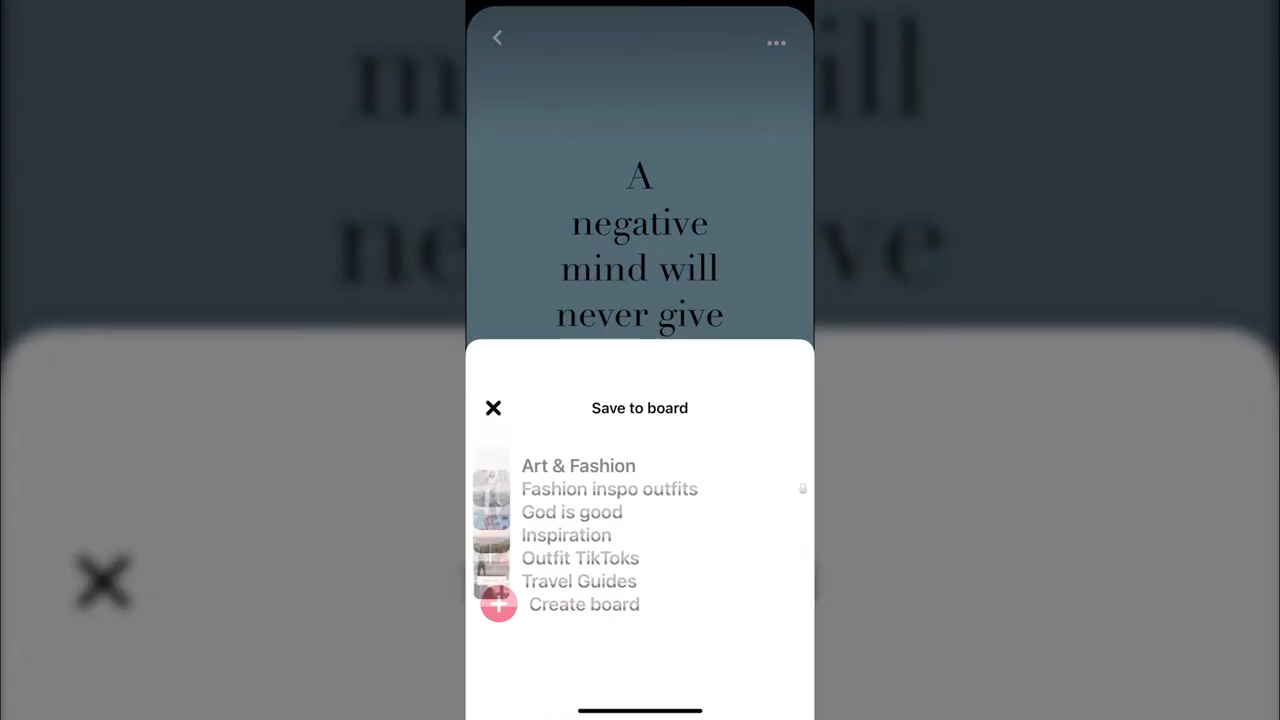 A
negative
mind will
never give
Save to board
Art & Fashion
Fashion inspo outfits
God is good
Inspiration
Outfit TikToks
Travel Guides
Create board